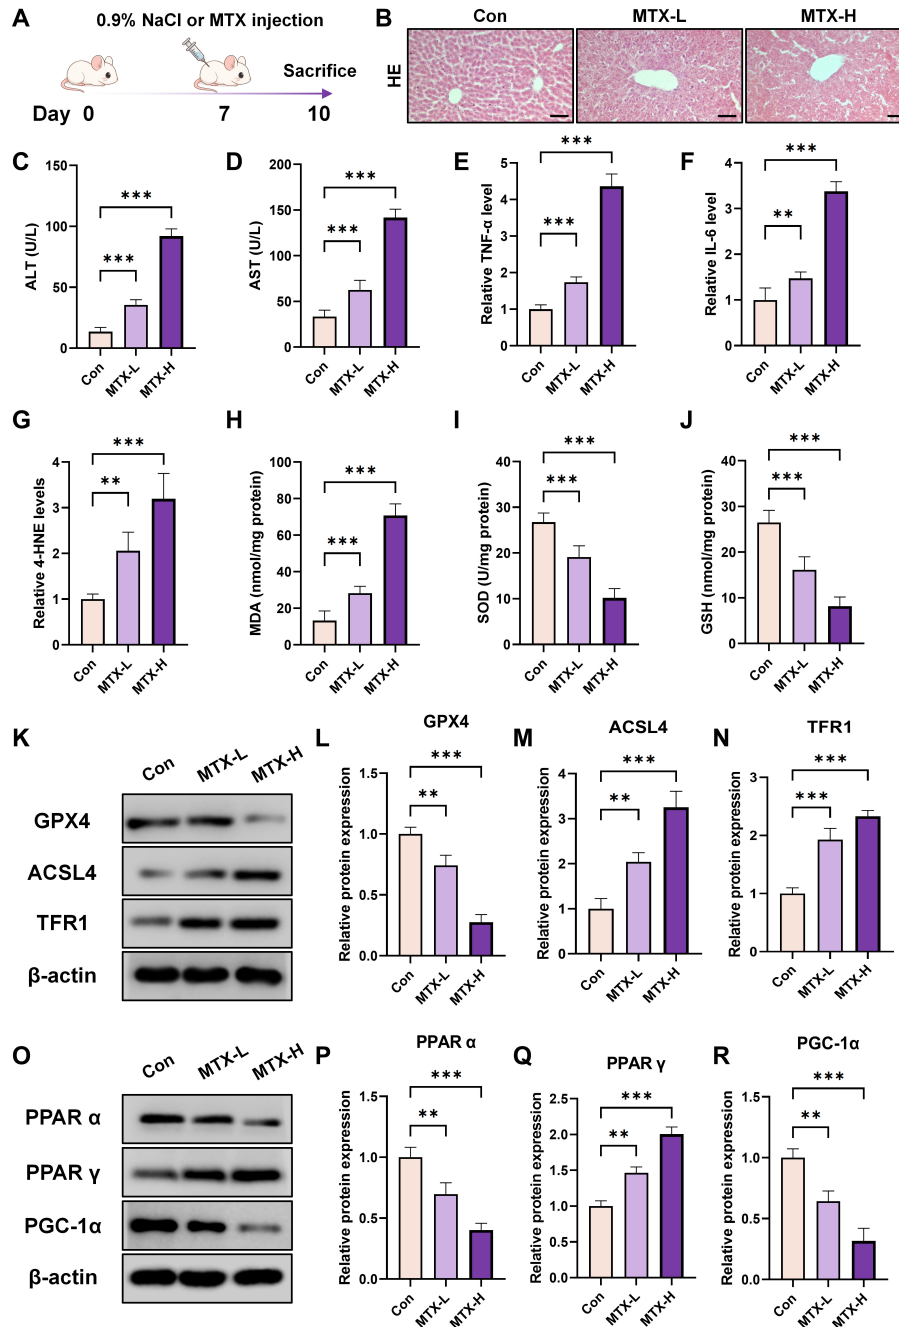 A
0.9% NaCl or MTX injection
Sacrifice
Day 0 7 10
B
Con MTX-L MTX-H
HE
C
ALT (U/L)
150
100
50
0
***
***
Con MTX-L MTX-H
D
AST (U/L)
200
150
100
50
0
***
***
Con MTX-L MTX-H
E
Relative TNF-α level
5
4
3
2
1
0
***
***
Con MTX-L MTX-H
F
Relative IL-6 level
4
3
2
1
0
***
**
Con MTX-L MTX-H
G
Relative 4-HNE levels
4
3
2
1
0
***
**
Con MTX-L MTX-H
H
MDA (nmol/mg protein)
100
80
60
40
20
0
***
***
Con MTX-L MTX-H
I
SOD (U/mg protein)
40
30
20
10
0
***
***
Con MTX-L MTX-H
J
GSH (nmol/mg protein)
40
30
20
10
0
***
***
Con MTX-L MTX-H
K
Con MTX-L MTX-H
GPX4
ACSL4
TFR1
β-actin
L
GPX4
Relative protein expression
1.5
1.0
0.5
0.0
***
**
Con MTX-L MTX-H
M
ACSL4
Relative protein expression
4
3
2
1
0
***
**
Con MTX-L MTX-H
N
TFR1
Relative protein expression
3
2
1
0
***
***
Con MTX-L MTX-H
O
Con MTX-L MTX-H
PPAR α
PPAR γ
PGC-1α
β-actin
P
PPAR α
Relative protein expression
1.5
1.0
0.5
0.0
***
**
Con MTX-L MTX-H
Q
PPAR γ
Relative protein expression
2.5
2.0
1.5
1.0
0.5
0.0
***
**
Con MTX-L MTX-H
R
PGC-1α
Relative protein expression
1.5
1.0
0.5
0.0
***
**
Con MTX-L MTX-H